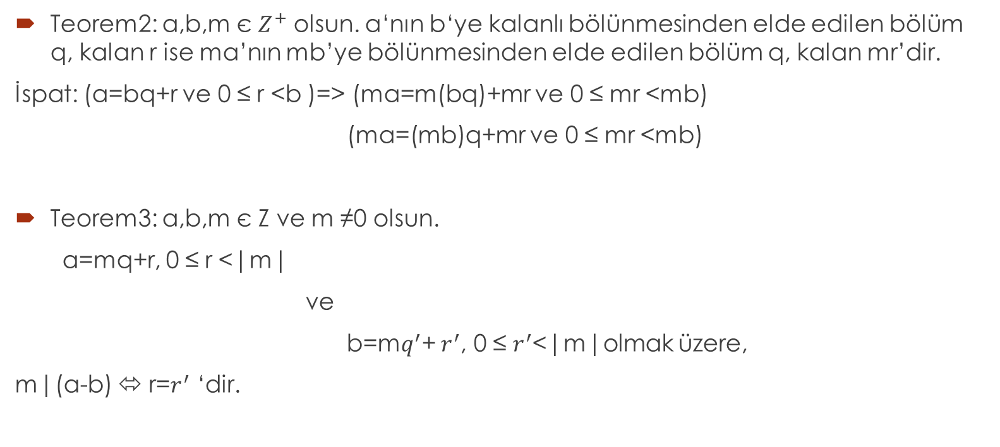 Teorem2: a,b,m є Z⁺ olsun. a‘nın b‘ye kalanlı bölünmesinden elde edilen bölüm
q, kalan r ise ma’nın mb’ye bölünmesinden elde edilen bölüm q, kalan mr’dir.
İspat: (a=bq+r ve 0 ≤ r <b )=> (ma=m(bq)+mr ve 0 ≤ mr <mb)
(ma=(mb)q+mr ve 0 ≤ mr <mb)
Teorem3: a,b,m є Z ve m ≠0 olsun.
a=mq+r, 0 ≤ r < | m |
ve
b=mq′+ r′, 0 ≤ r′< | m | olmak üzere,
m | (a-b) ⇔ r=r′ ‘dir.